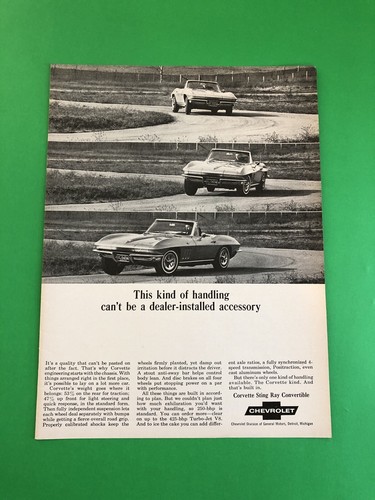 This kind of handling
can't be a dealer-installed accessory
It's a quality that can't be pasted on
after the fact. That's why Corvette
engineering starts with the chassis. With
things arranged right in the first place,
it's possible to lay on a lot more car.
Corvette's weight goes where it
belongs: 53% on the rear for traction;
47% up front for light steering and
quick response, in the standard form.
Then fully independent suspension lets
each wheel deal separately with bumps
while getting a fierce overall road grip.
Properly calibrated shocks keep the
wheels firmly planted, yet damp out
irritation before it distracts the driver.
A stout anti-sway bar helps control
body lean. And disc brakes on all four
wheels put stopping power on a par
with performance.
All these things are built in accord-
ing to plan. But we couldn't plan just
how much exhilaration you'd want
with your handling, so 250-bhp is
standard. You can order more—clear
up to the 425-bhp Turbo-Jet V8.
And to ice the cake you can add differ-
ent axle ratios, a fully synchronized 4-
speed transmission, Positraction, even
cast aluminum wheels.
But there's only one kind of handling
available. The Corvette kind. And
that's built in.
Corvette Sting Ray Convertible
CHEVROLET
Chevrolet Division of General Motors, Detroit, Michigan